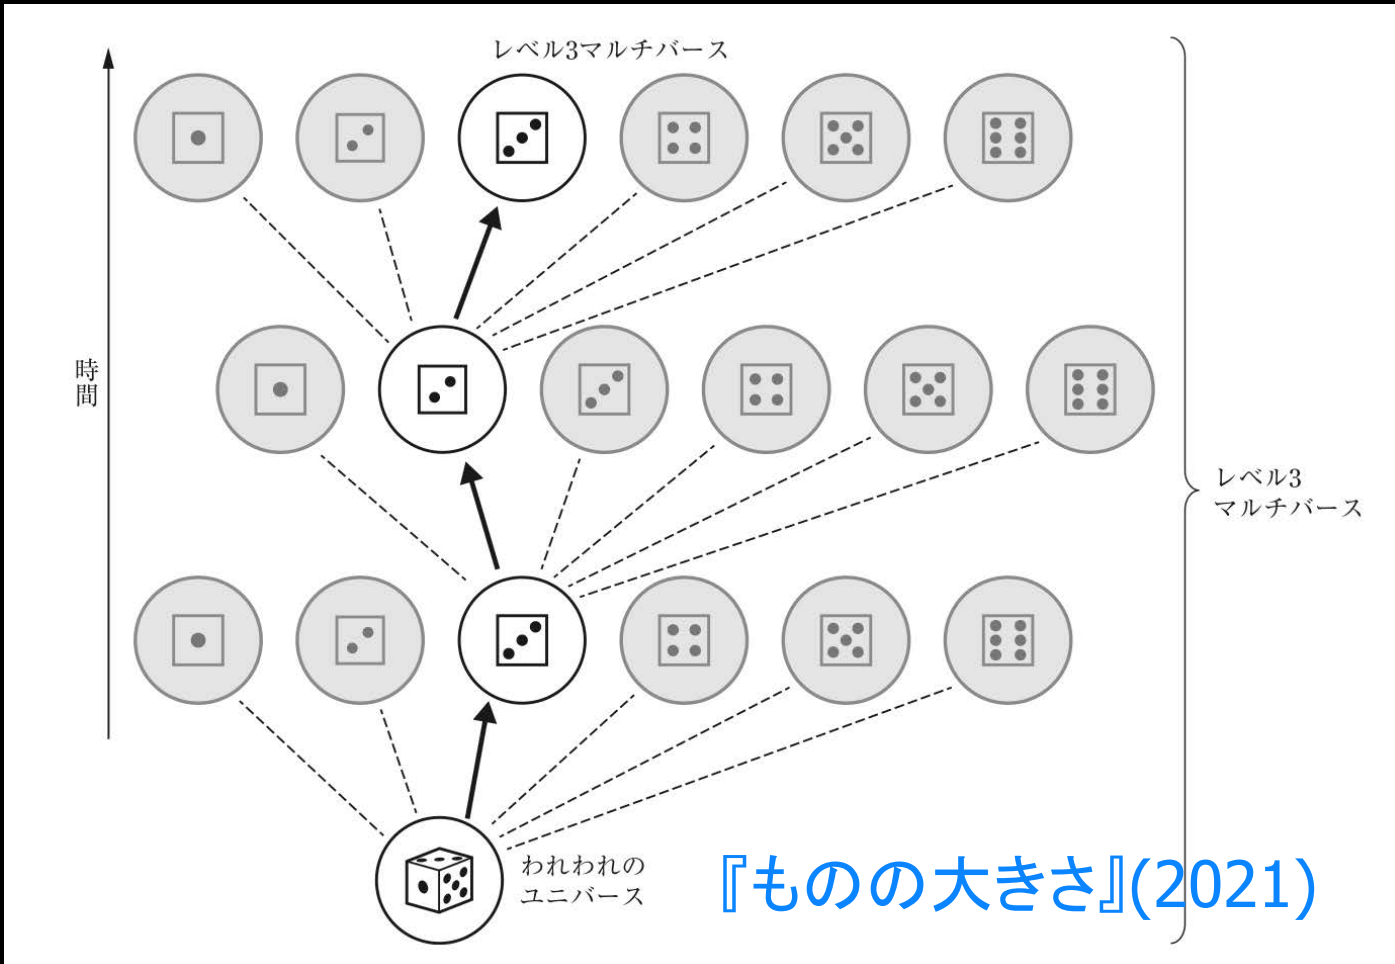 レベル3マルチバース
時間
レベル3
マルチバース
われわれの
ユニバース
『ものの大きさ』(2021)